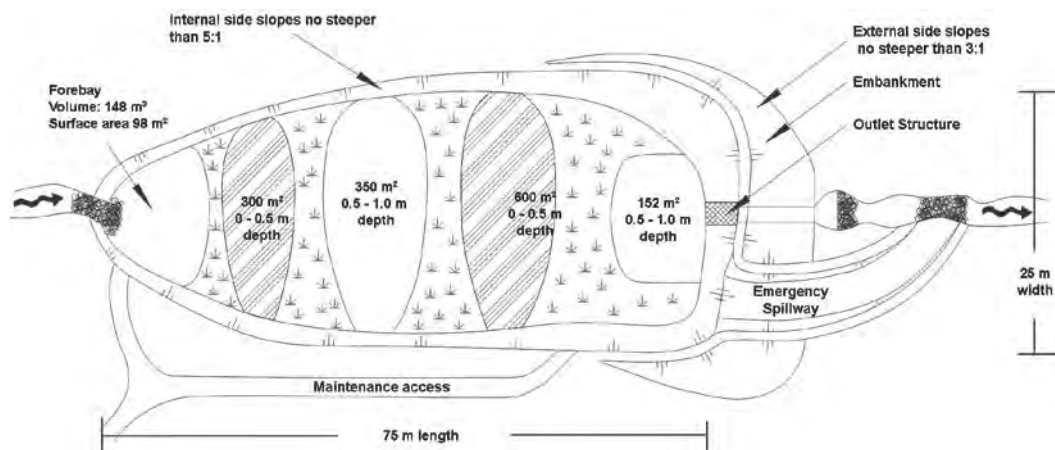 Internal side slopes no steeper
than 5:1
External side slopes
no steeper than 3:1
Embankment
Outlet Structure
Forebay
Volume: 148 m³
Surface area 98 m²
300 m²
0 - 0.5 m
depth
350 m²
0.5 - 1.0 m
depth
600 m²
0 - 0.5 m
depth
152 m²
0.5 - 1.0 m
depth
25 m
width
Emergency
Spillway
Maintenance access
75 m length